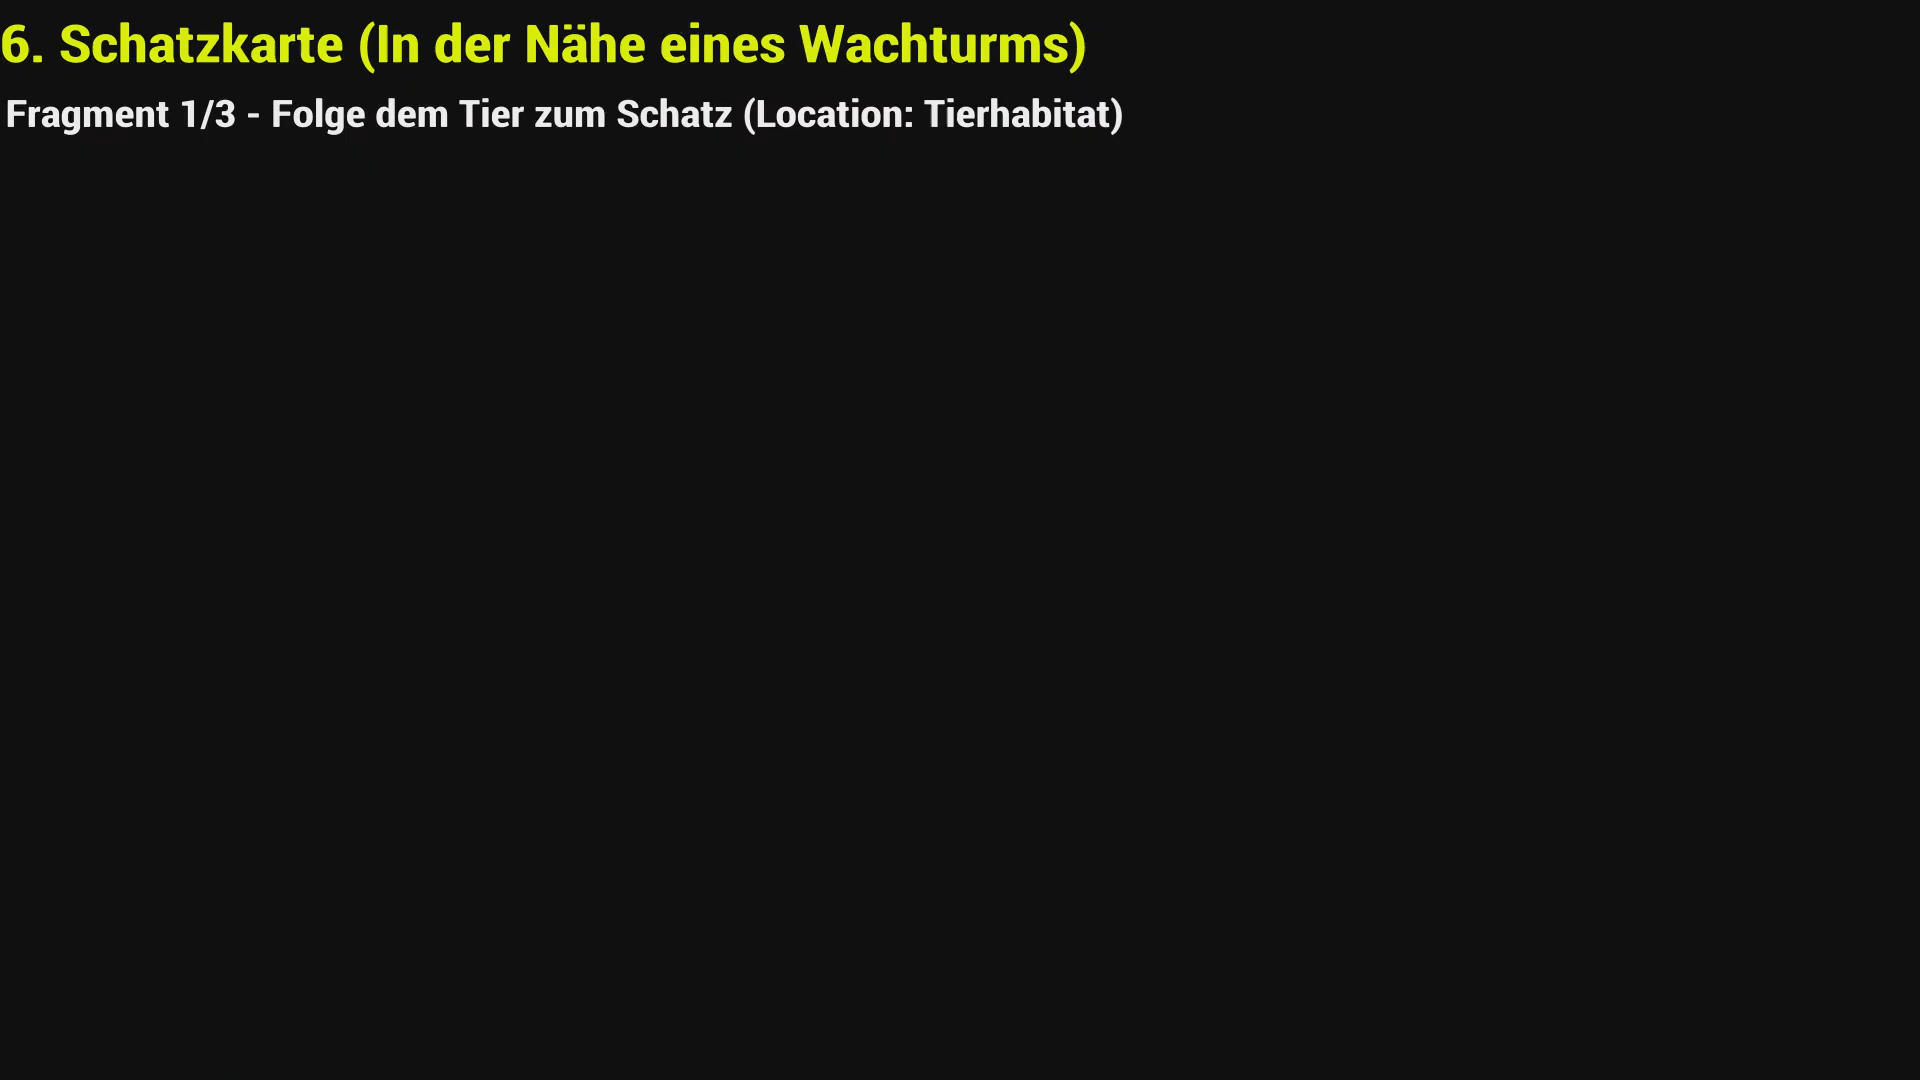 6. Schatzkarte (In der Nähe eines Wachturms)
Fragment 1/3 - Folge dem Tier zum Schatz (Location: Tierhabitat)